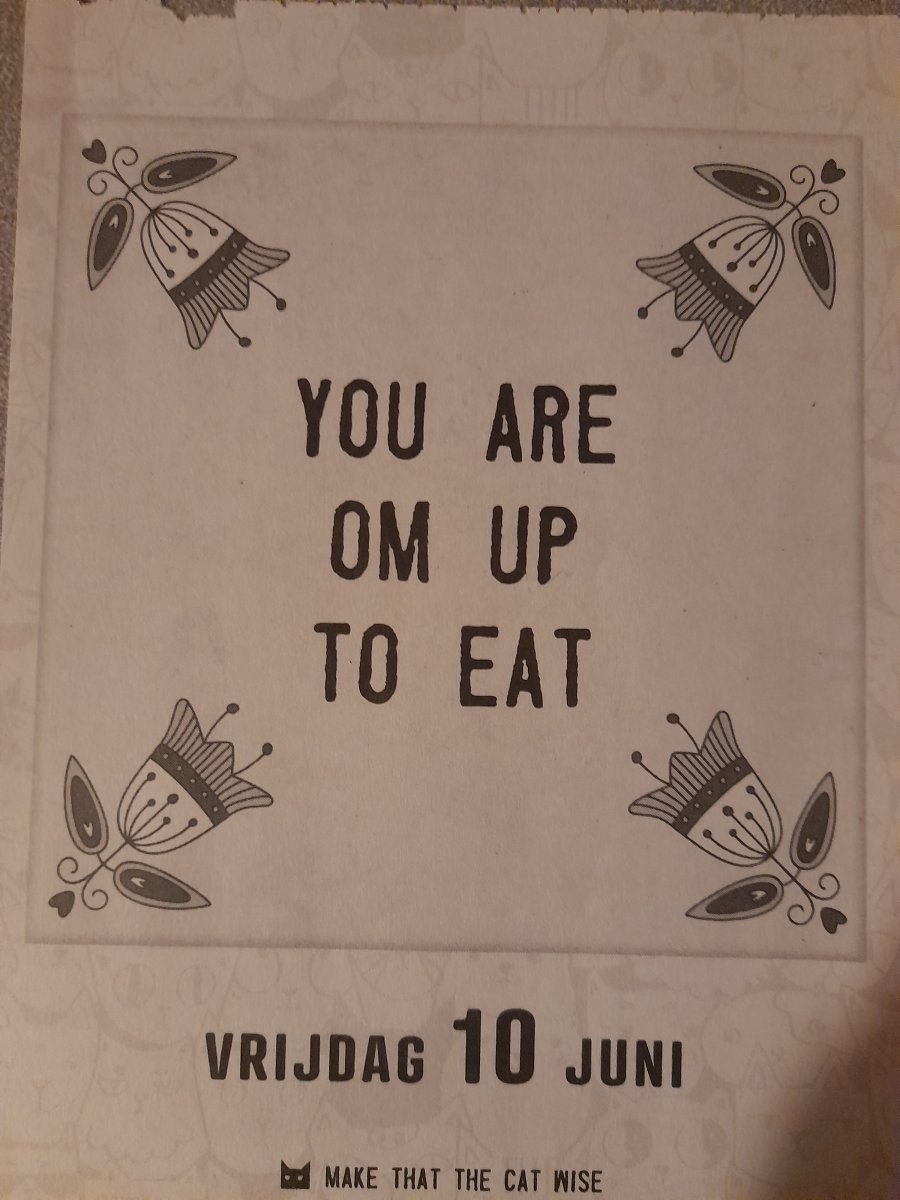 YOU ARE
OM UP
TO EAT
VRIJDAG 10 JUNI
MAKE THAT THE CAT WISE